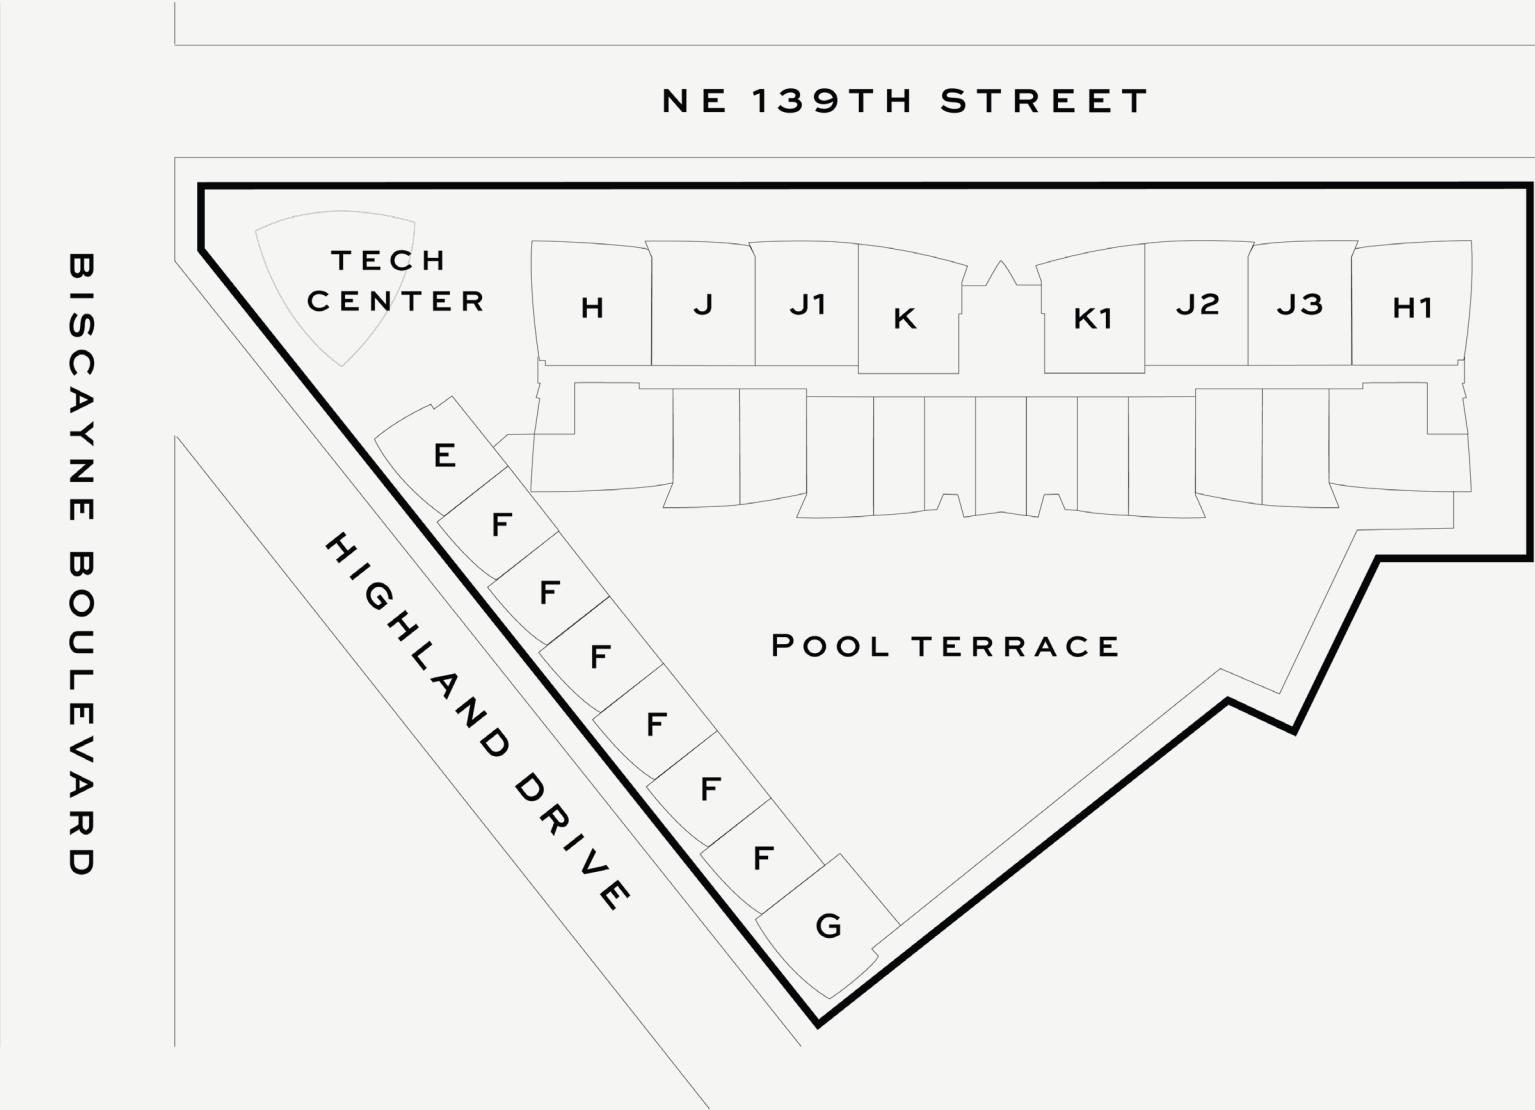 NE 139TH STREET
BISCAYNE BOULEVARD
TECH
CENTER
H
J
J1
K
K1
J2
J3
H1
E
F
F
F
F
F
F
G
HIGHLAND DRIVE
POOL TERRACE